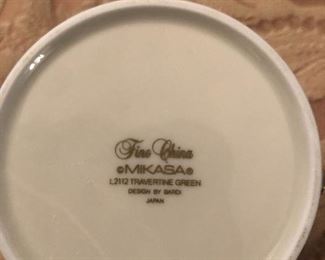 Fine China
©MIKASA®
L2112 TRAVERTINE GREEN
DESIGN BY BARDI
JAPAN